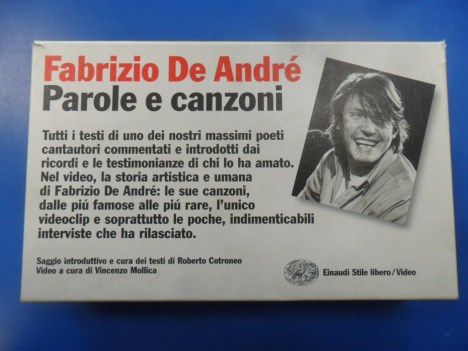 Fabrizio De André
Parole e canzoni
Tutti i testi di uno dei nostri massimi poeti
cantautori commentati e introdotti dai
ricordi e le testimonianze di chi lo ha amato.
Nel video, la storia artistica e umana
di Fabrizio De André: le sue canzoni,
dalle piú famose alle piú rare, l'unico
videoclip e soprattutto le poche, indimenticabili
interviste che ha rilasciato.
Saggio introduttivo e cura dei testi di Roberto Cotroneo
Video a cura di Vincenzo Mollica
Einaudi Stile libero/Video